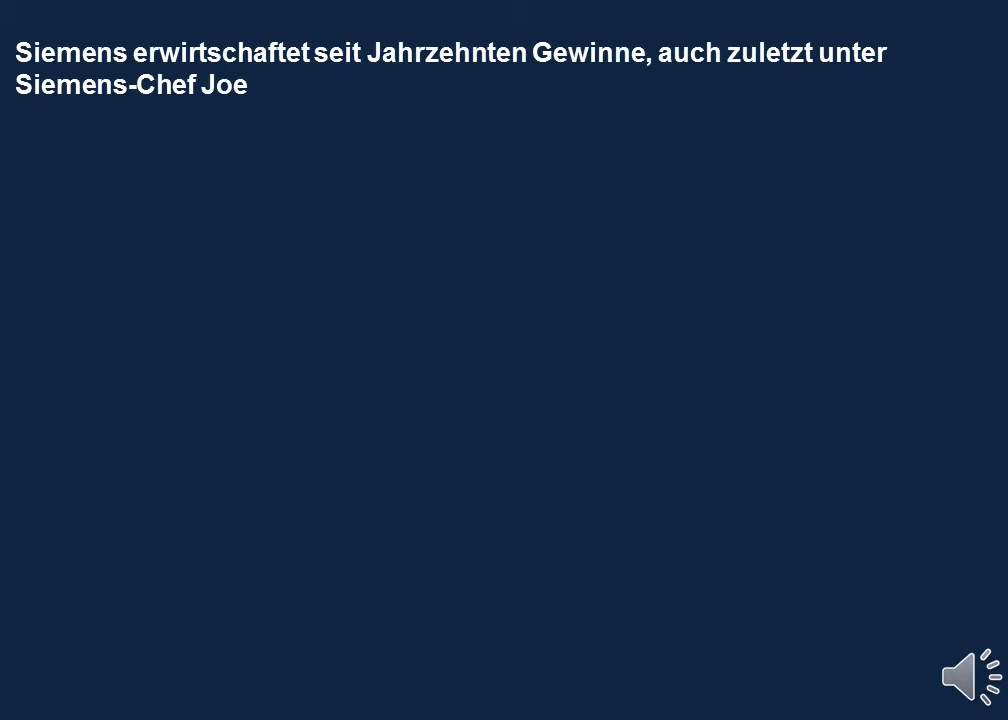 Siemens erwirtschaftet seit Jahrzehnten Gewinne, auch zuletzt unter
Siemens-Chef Joe